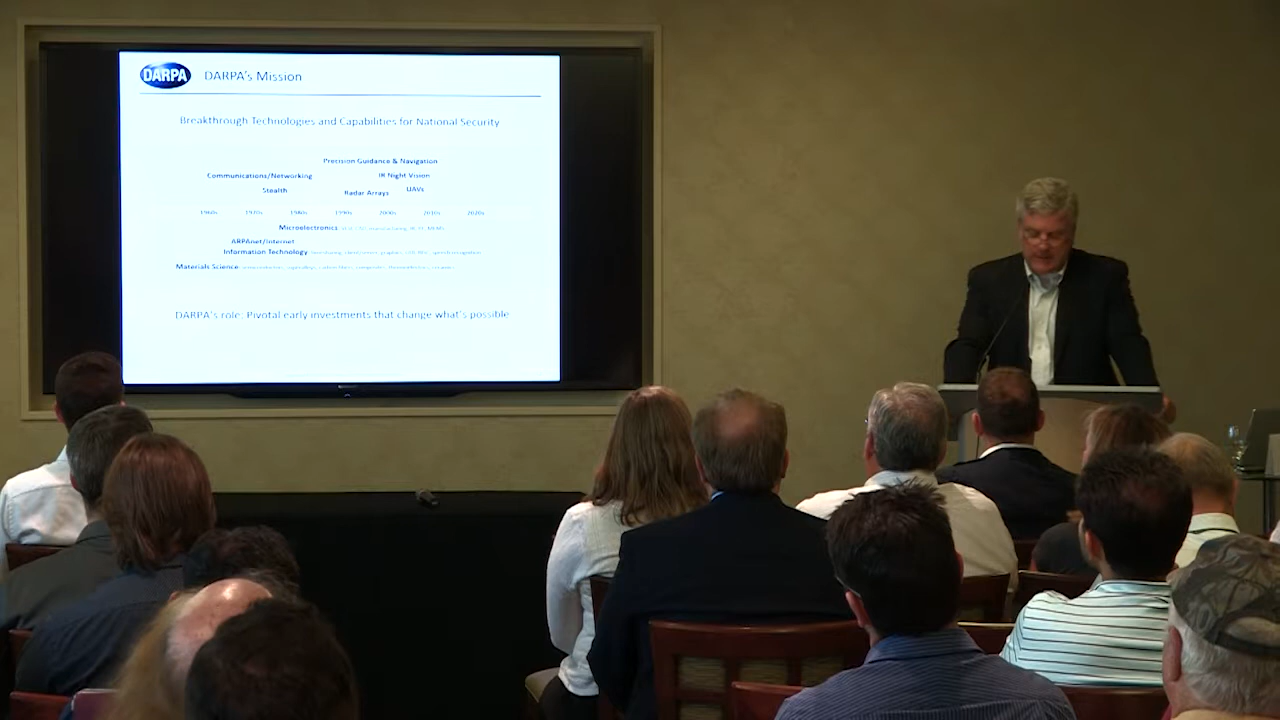 DARPA
DARPA's Mission
Breakthrough Technologies and Capabilities for National Security
Precision Guidance & Navigation
Communications/Networking
IR Night Vision
Stealth
Radar Arrays
UAVs
1960s 1970s 1980s 1990s 2000s 2010s 2020s
Microelectronics:
ARPAnet/Internet
Information Technology:
Materials Science:
DARPA's role: Pivotal early investments that change what's possible